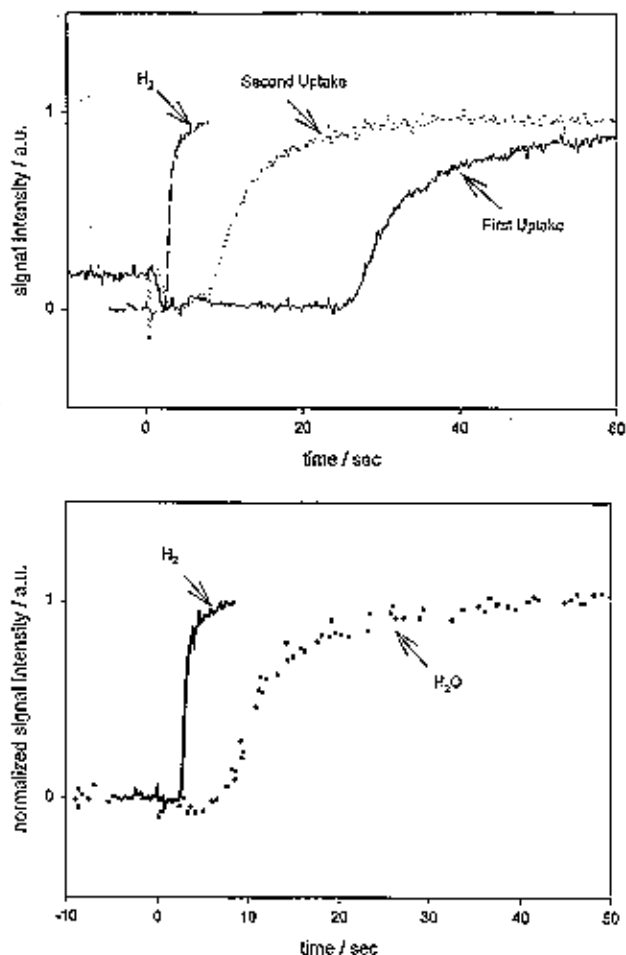 H2
Second Uptake
1
signal intensity / a.u.
First Uptake
0
0
20
40
60
time / sec
H2
1
normalized signal intensity / a.u.
H2O
0
-10
0
10
20
30
40
50
time / sec